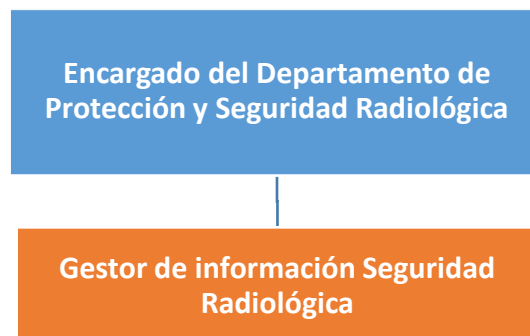 Encargado del Departamento de
Protección y Seguridad Radiológica
Gestor de información Seguridad
Radiológica